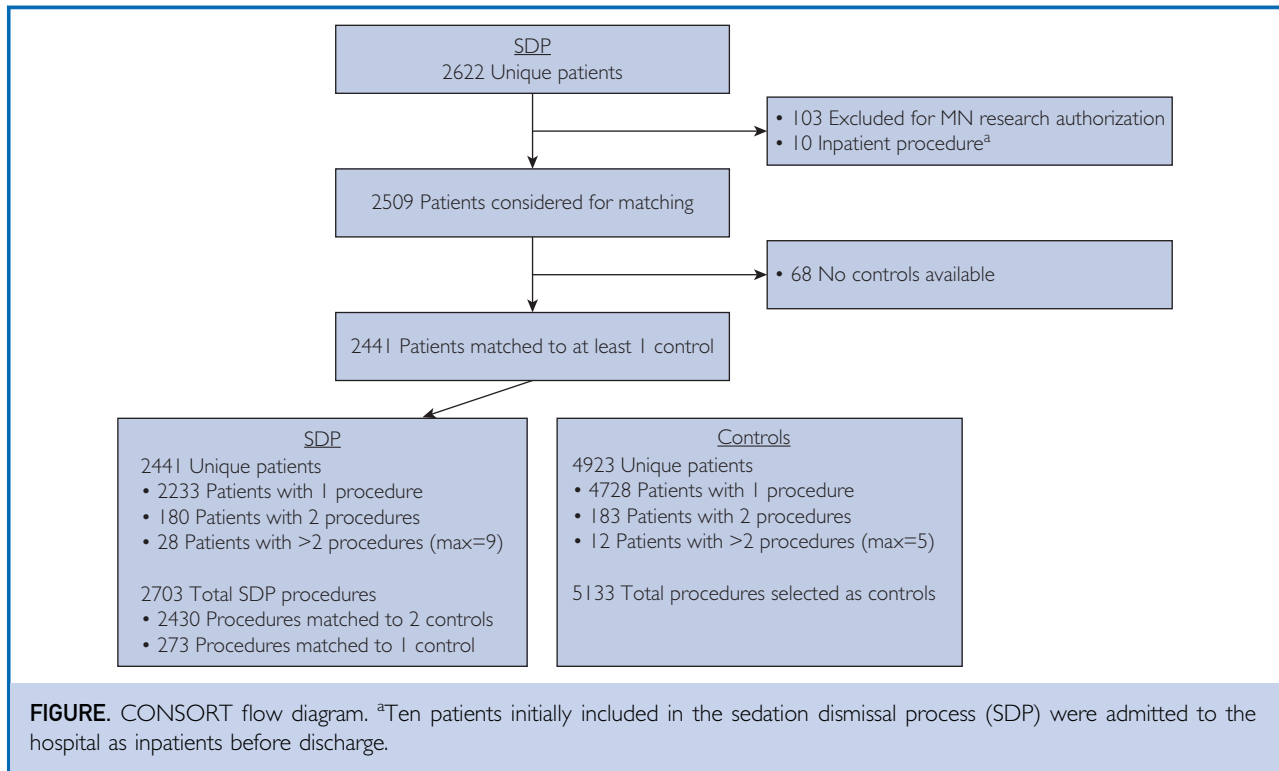 SDP
2622 Unique patients
• 103 Excluded for MN research authorization
• 10 Inpatient procedureᵃ
2509 Patients considered for matching
• 68 No controls available
2441 Patients matched to at least 1 control
SDP
2441 Unique patients
• 2233 Patients with 1 procedure
• 180 Patients with 2 procedures
• 28 Patients with >2 procedures (max=9)
2703 Total SDP procedures
• 2430 Procedures matched to 2 controls
• 273 Procedures matched to 1 control
Controls
4923 Unique patients
• 4728 Patients with 1 procedure
• 183 Patients with 2 procedures
• 12 Patients with >2 procedures (max=5)
5133 Total procedures selected as controls
FIGURE. CONSORT flow diagram. ᵃTen patients initially included in the sedation dismissal process (SDP) were admitted to the
hospital as inpatients before discharge.